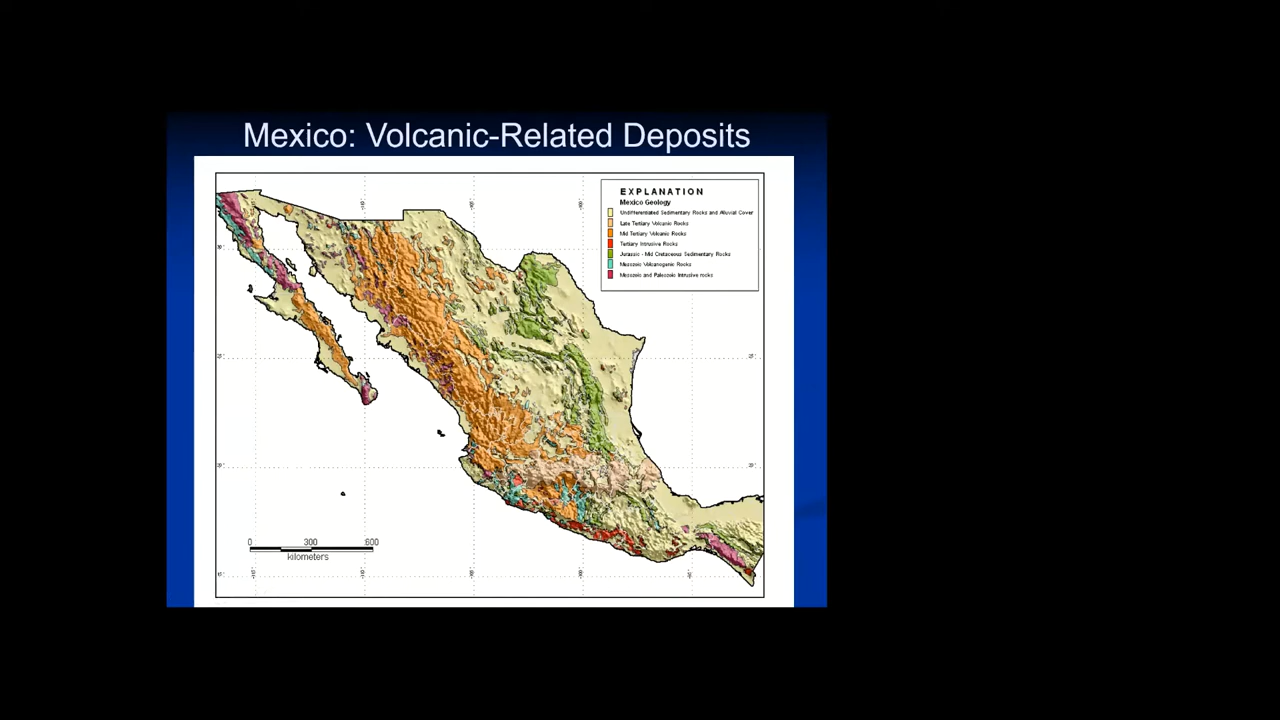 Mexico: Volcanic-Related Deposits
EXPLANATION
Mexico Geology
Undifferentiated Sedimentary Rocks and Alluvial Cover
Late Tertiary Volcanic Rocks
Mid Tertiary Volcanic Rocks
Tertiary Intrusive Rocks
Jurassic - Mid Cretaceous Sedimentary Rocks
Mesozoic Volcanogenic Rocks
Mesozoic and Paleozoic Intrusive rocks
0 300 600
kilometers